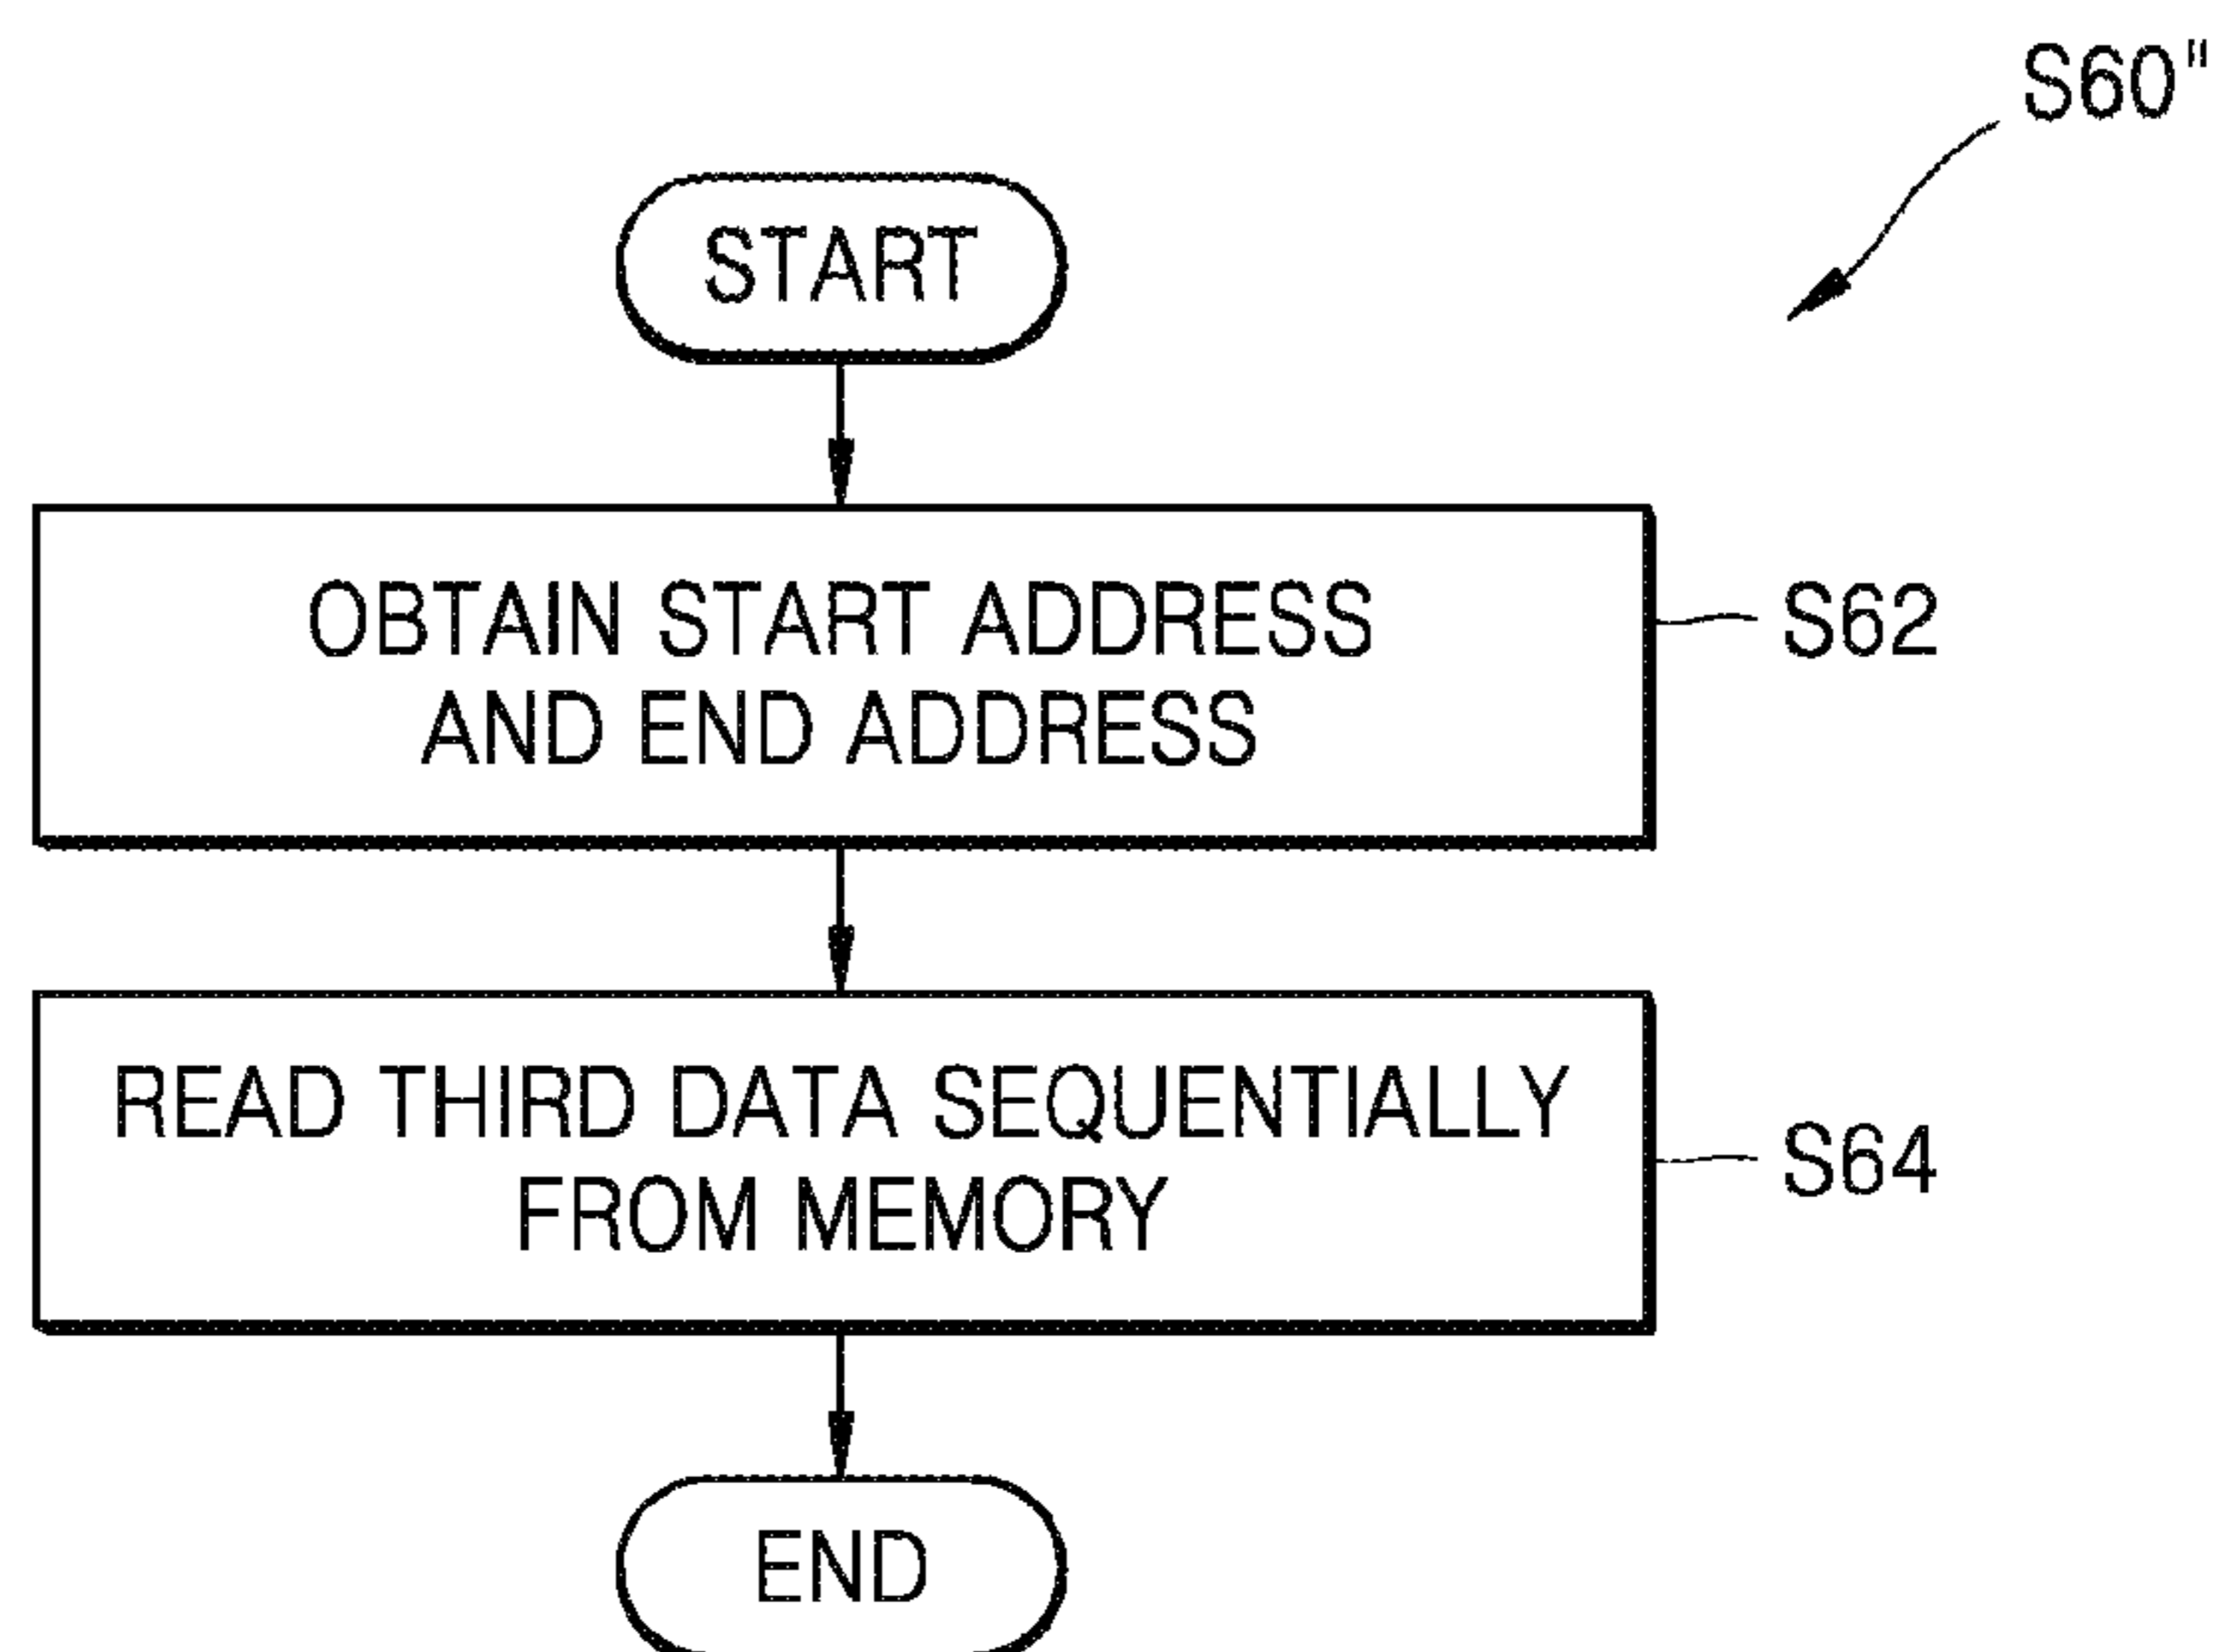 S60"
START
OBTAIN START ADDRESS
AND END ADDRESS
S62
READ THIRD DATA SEQUENTIALLY
FROM MEMORY
S64
END